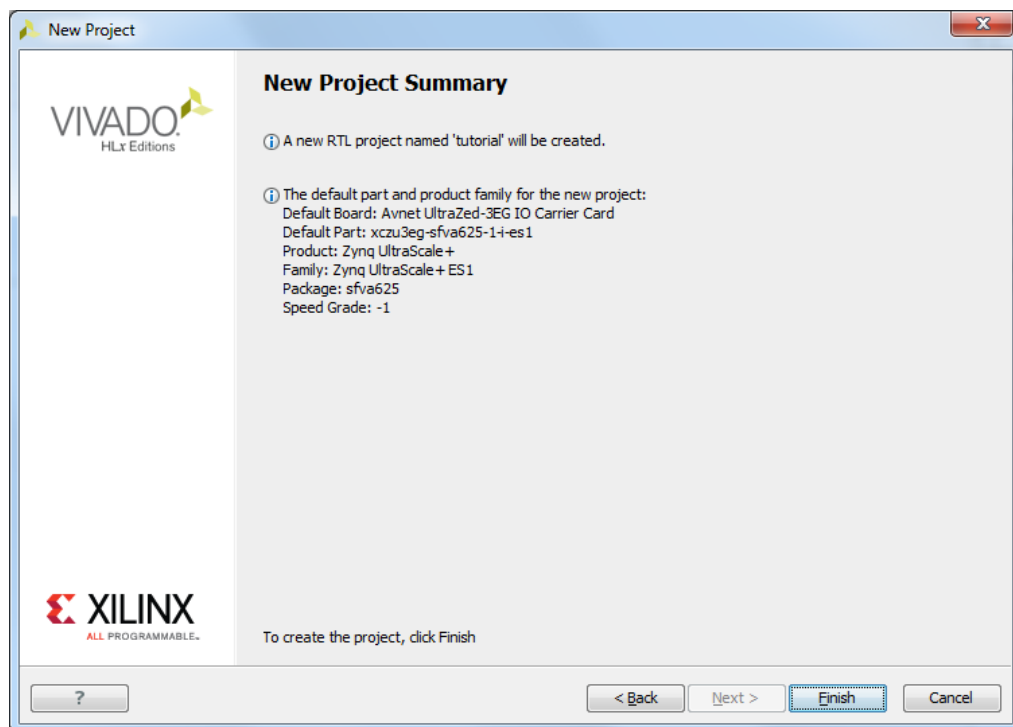 New Project
X
VIVADO.
HLx Editions
New Project Summary
A new RTL project named 'tutorial' will be created.
The default part and product family for the new project:
Default Board: Avnet UltraZed-3EG IO Carrier Card
Default Part: xczu3eg-sfva625-1-i-es1
Product: Zynq UltraScale+
Family: Zynq UltraScale+ ES1
Package: sfva625
Speed Grade: -1
XILINX
ALL PROGRAMMABLE™
To create the project, click Finish
?
< Back
Next >
Finish
Cancel